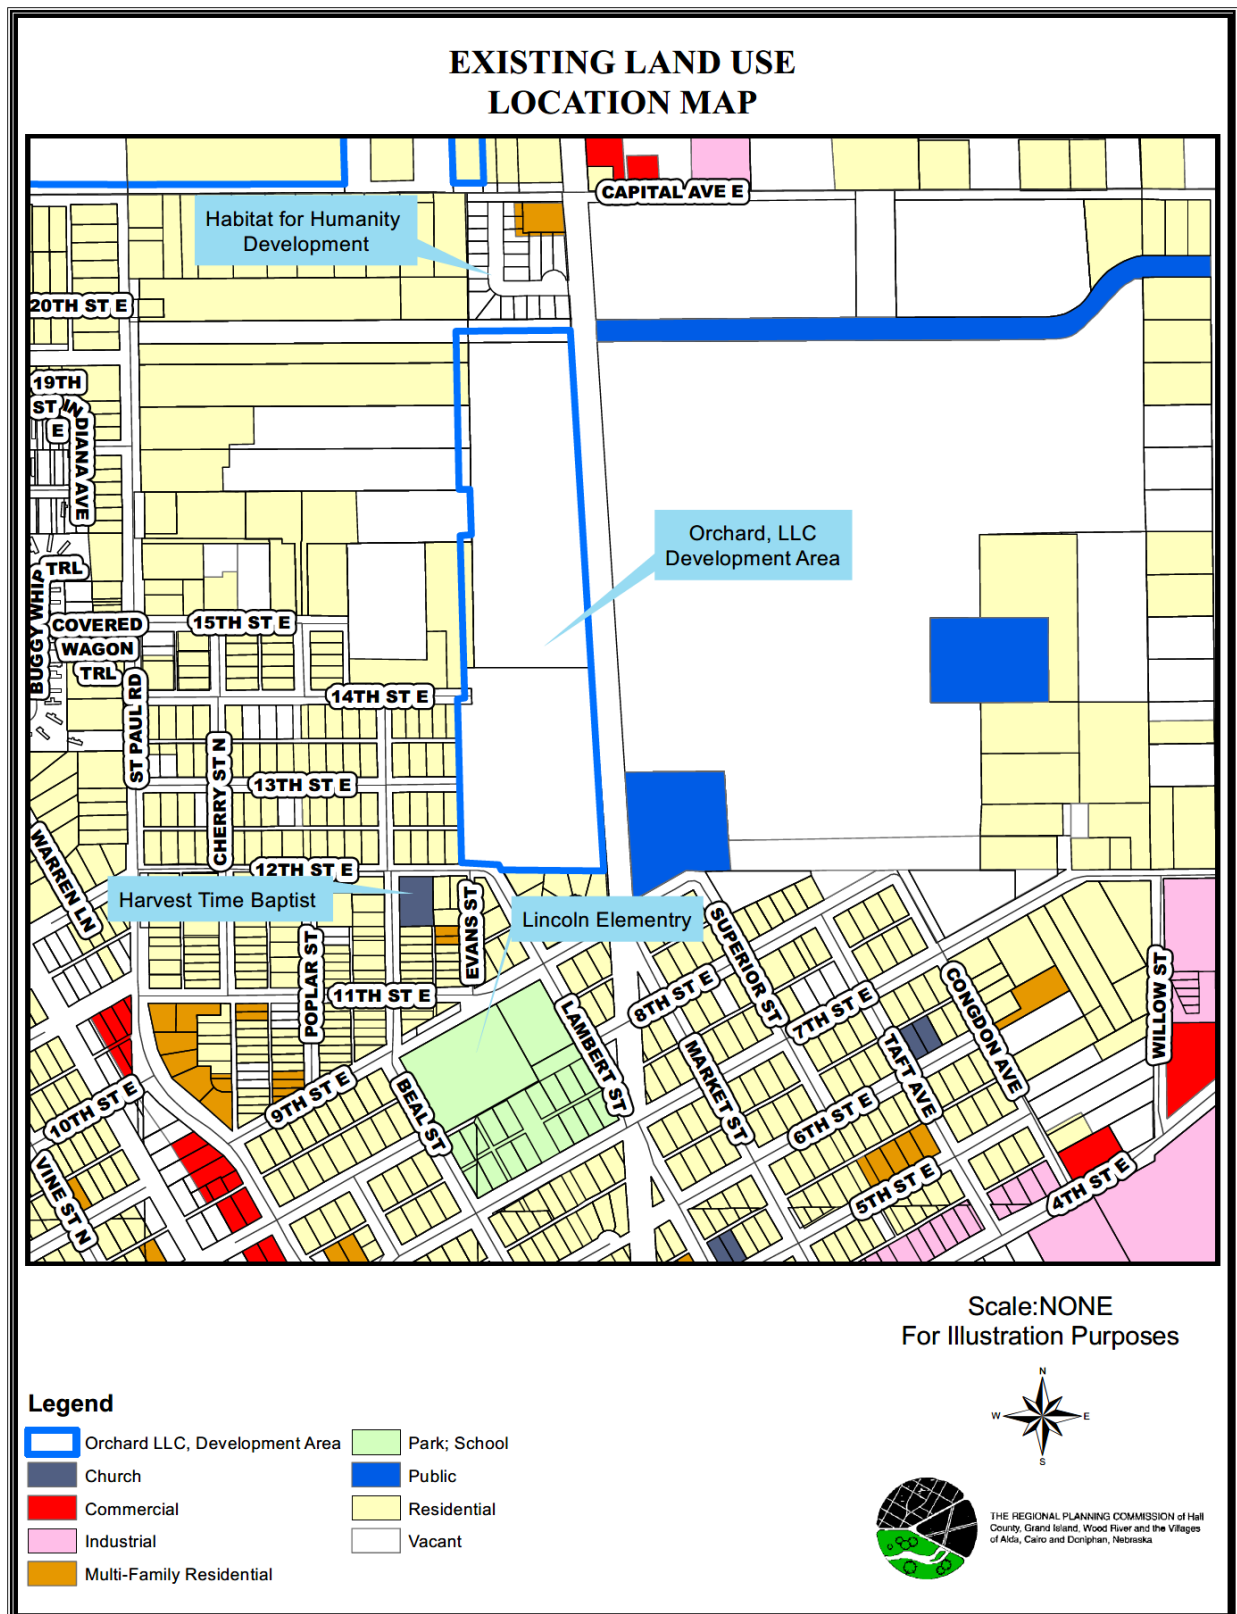 EXISTING LAND USE
LOCATION MAP
CAPITAL AVE E
Habitat for Humanity
Development
20TH ST E
19TH
ST
E
INDIANA AVE
Orchard, LLC
Development Area
TRL
BUGGY WHIP
COVERED
WAGON
TRL
15TH ST E
14TH ST E
ST PAUL RD
CHERRY ST N
13TH ST E
12TH ST E
WARREN LN
Harvest Time Baptist
EVANS ST
Lincoln Elementry
SUPERIOR ST
POPLAR ST
11TH ST E
8TH ST E
7TH ST E
CONGDON AVE
WILLOW ST
LAMBERT ST
MARKET ST
TAFT AVE
10TH ST E
9TH ST E
BEAL ST
6TH ST E
5TH ST E
4TH ST E
VINE ST N
Scale:NONE
For Illustration Purposes
N
W
E
S
Legend
Orchard LLC, Development Area
Park; School
Church
Public
Commercial
Residential
Industrial
Vacant
Multi-Family Residential
THE REGIONAL PLANNING COMMISSION of Hall
County, Grand Island, Wood River and the Villages
of Alda, Cairo and Doniphan, Nebraska